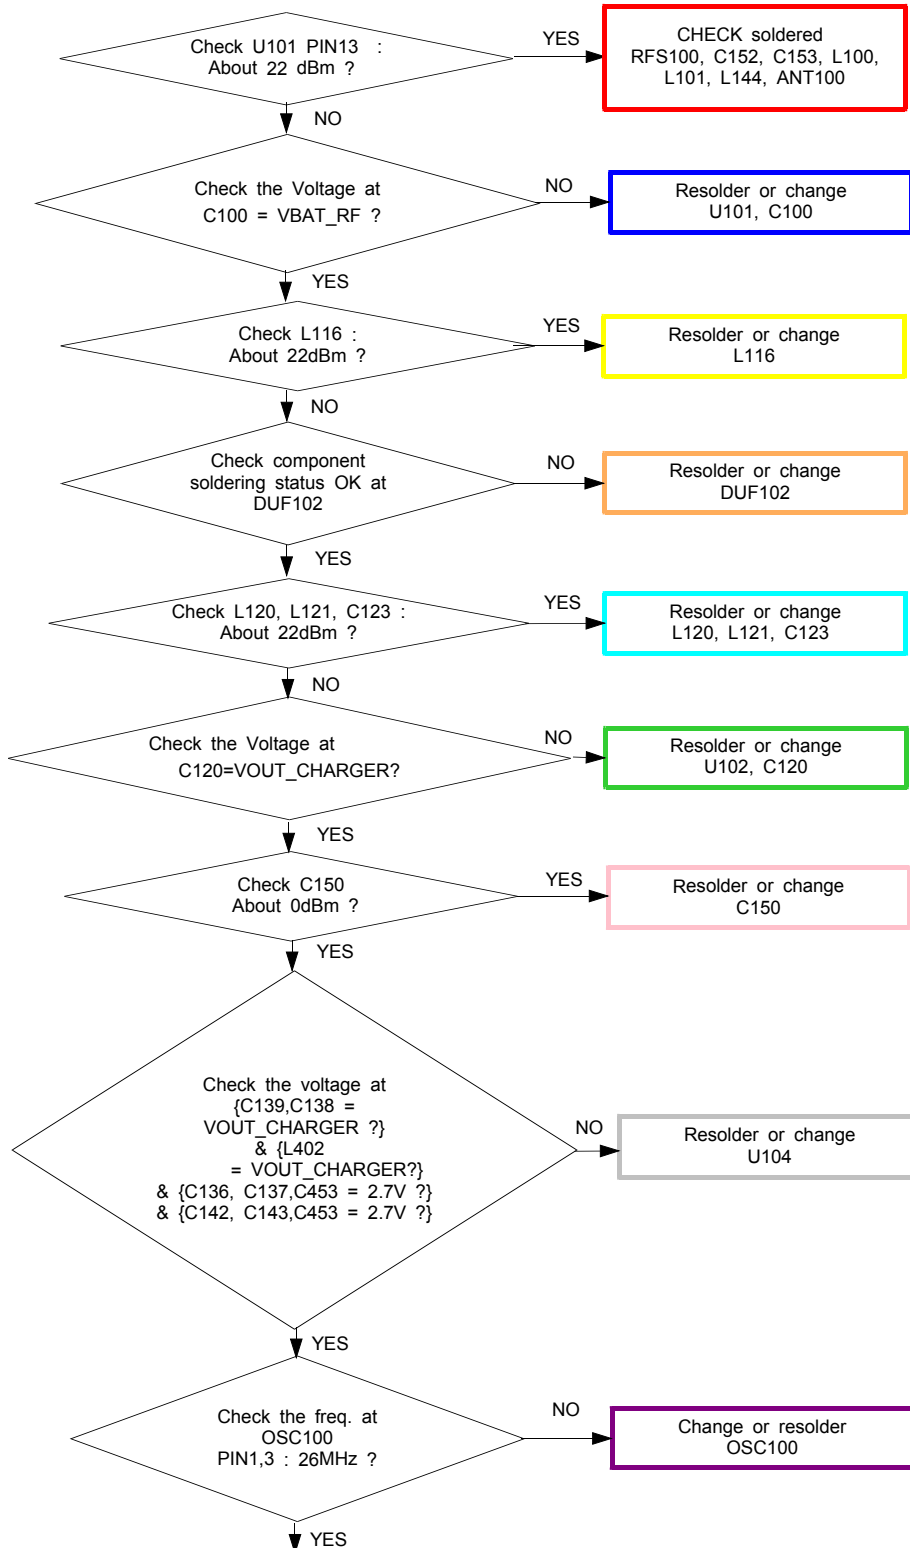 Check U101 PIN13 :
About 22 dBm ?
YES
CHECK soldered
RFS100, C152, C153, L100,
L101, L144, ANT100
NO
Check the Voltage at
C100 = VBAT_RF ?
NO
Resolder or change
U101, C100
YES
Check L116 :
About 22dBm ?
YES
Resolder or change
L116
NO
Check component
soldering status OK at
DUF102
NO
Resolder or change
DUF102
YES
Check L120, L121, C123 :
About 22dBm ?
YES
Resolder or change
L120, L121, C123
NO
Check the Voltage at
C120=VOUT_CHARGER?
NO
Resolder or change
U102, C120
YES
Check C150
About 0dBm ?
YES
Resolder or change
C150
YES
Check the voltage at
{C139,C138 =
VOUT_CHARGER ?}
& {L402
= VOUT_CHARGER?}
& {C136, C137,C453 = 2.7V ?}
& {C142, C143,C453 = 2.7V ?}
NO
Resolder or change
U104
YES
Check the freq. at
OSC100
PIN1,3 : 26MHz ?
NO
Change or resolder
OSC100
YES